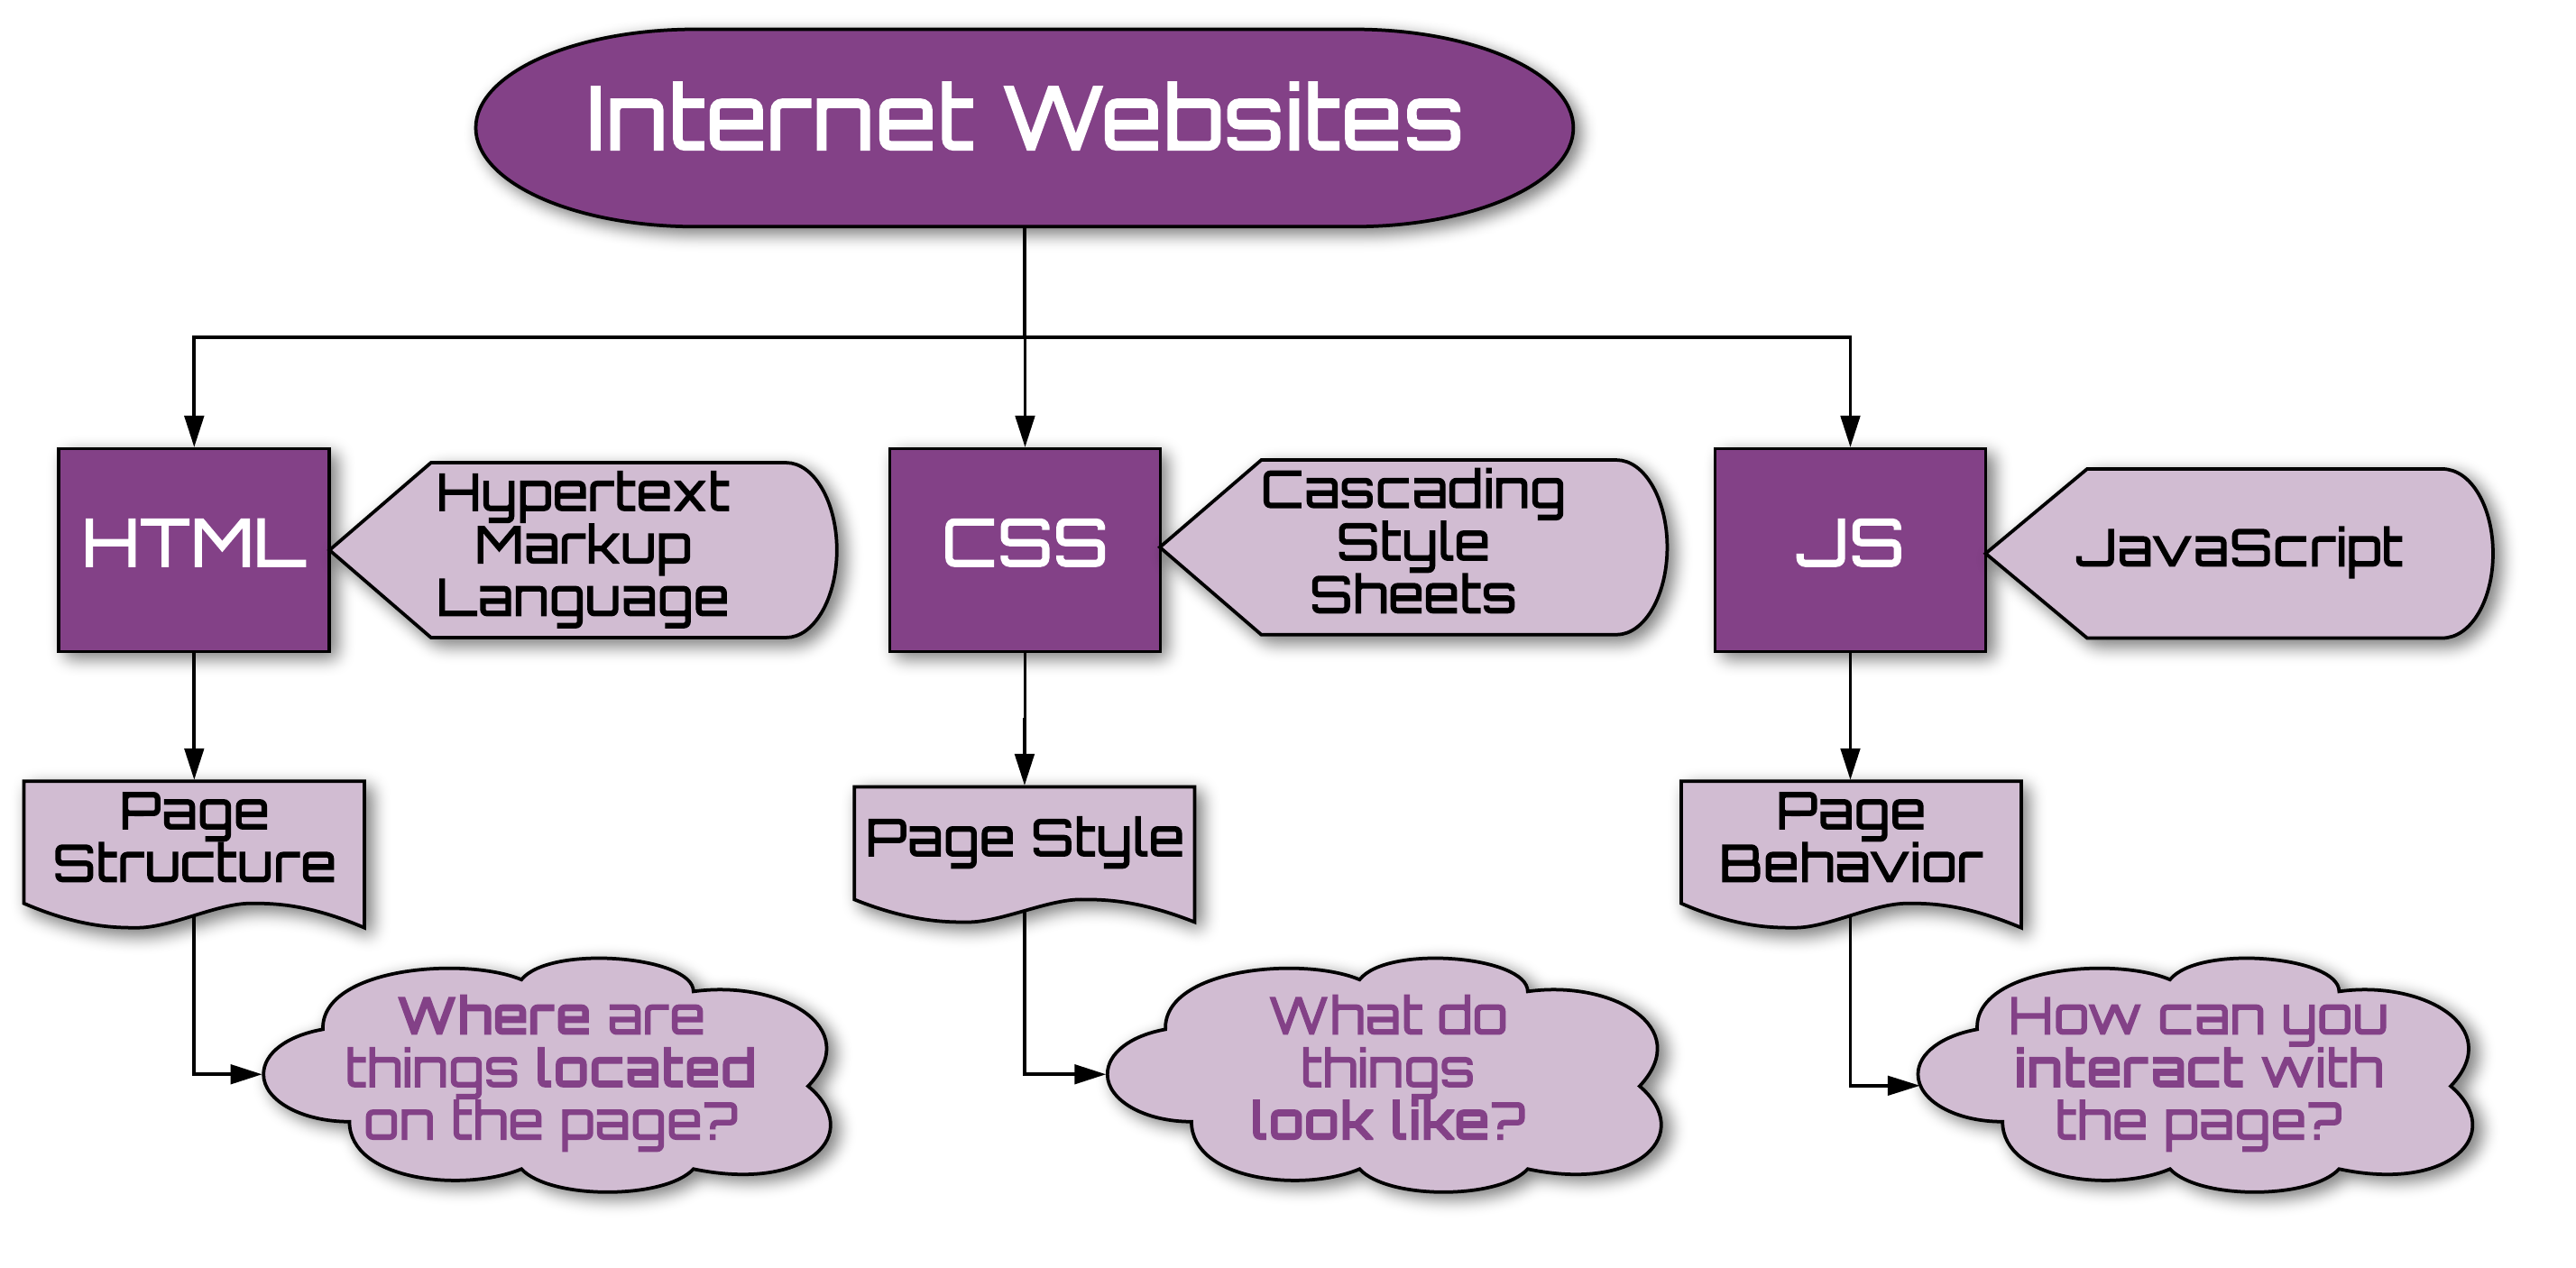 Internet Websites
HTML
Hypertext
Markup
Language
CSS
Cascading
Style
Sheets
JS
JavaScript
Page
Structure
Page Style
Page
Behavior
Where are
things located
on the page?
What do
things
look like?
How can you
interact with
the page?